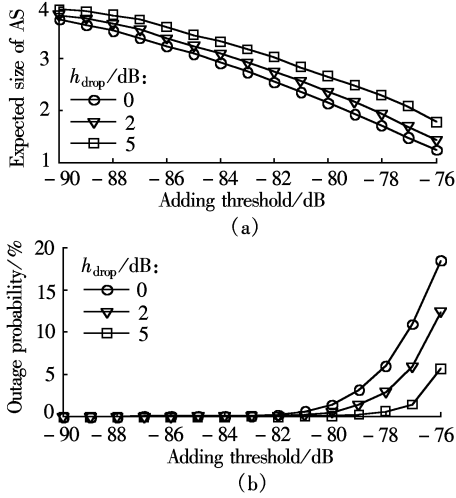 4
3
2
1
Expected size of AS
h_drop/dB:
0
2
5
−90 −88 −86 −84 −82 −80 −78 −76
Adding threshold/dB
(a)
20
15
10
5
0
Outage probability/%
h_drop/dB:
0
2
5
−90 −88 −86 −84 −82 −80 −78 −76
Adding threshold/dB
(b)